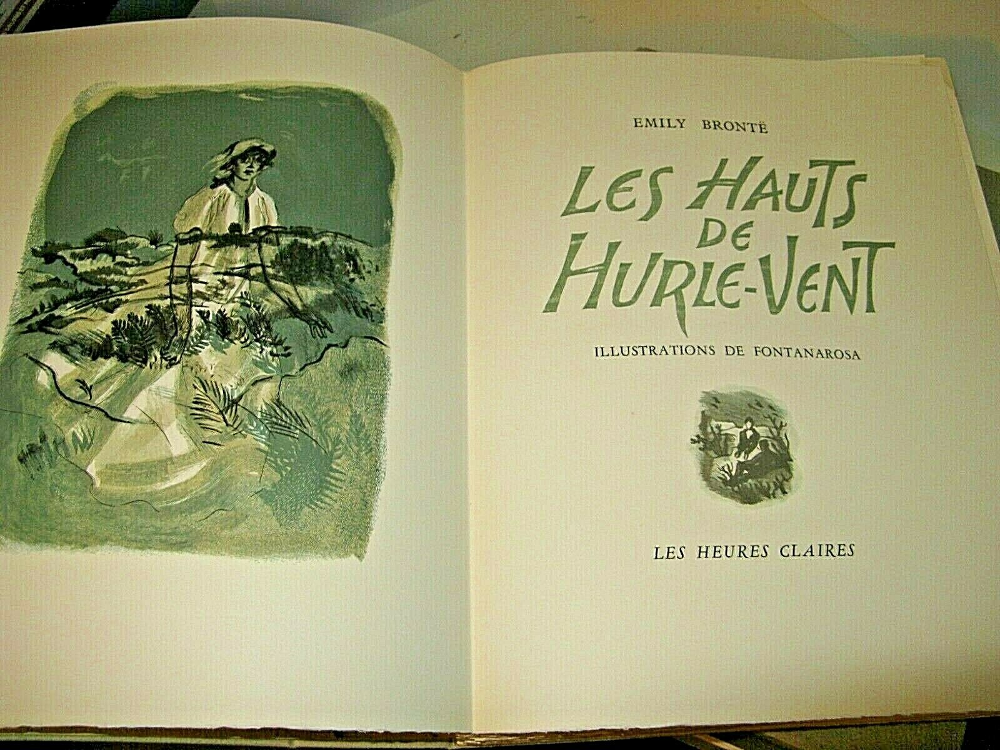 EMILY BRONTË
LES HAUTS
DE
HURLE-VENT
ILLUSTRATIONS DE FONTANAROSA
LES HEURES CLAIRES